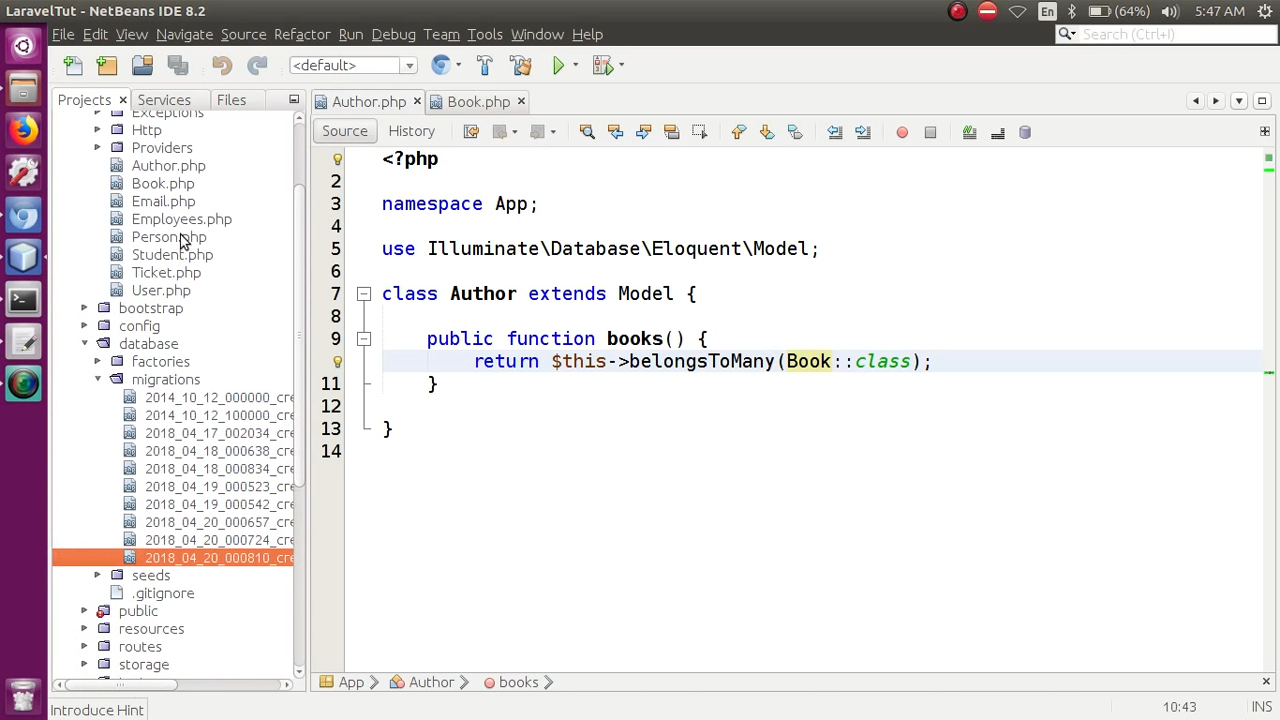 LaravelTut - NetBeans IDE 8.2 En (64%) 5:47 AM
File Edit View Navigate Source Refactor Run Debug Team Tools Window Help Search (Ctrl+I)
<default>
Projects Services Files Author.php Book.php
Source History
Exceptions
Http
Providers
Author.php
Book.php
Email.php
Employees.php
Person.php
Student.php
Ticket.php
User.php
bootstrap
config
database
factories
migrations
2014_10_12_000000_cre
2014_10_12_100000_cre
2018_04_17_002034_cre
2018_04_18_000638_cre
2018_04_18_000834_cre
2018_04_19_000523_cre
2018_04_19_000542_cre
2018_04_20_000657_cre
2018_04_20_000724_cre
2018_04_20_000810_cre
seeds
.gitignore
public
resources
routes
storage
<?php
2
3 namespace App;
4
5 use Illuminate\Database\Eloquent\Model;
6
7 class Author extends Model {
8
9 public function books() {
return $this->belongsToMany(Book::class);
11 }
12
13 }
14
App Author books
Introduce Hint 10:43 INS